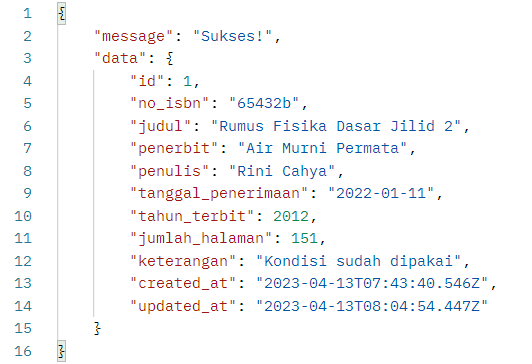 1 {
2 "message": "Sukses!",
3 "data": {
4 "id": 1,
5 "no_isbn": "65432b",
6 "judul": "Rumus Fisika Dasar Jilid 2",
7 "penerbit": "Air Murni Permata",
8 "penulis": "Rini Cahya",
9 "tanggal_penerimaan": "2022-01-11",
10 "tahun_terbit": 2012,
11 "jumlah_halaman": 151,
12 "keterangan": "Kondisi sudah dipakai",
13 "created_at": "2023-04-13T07:43:40.546Z",
14 "updated_at": "2023-04-13T08:04:54.447Z"
15 }
16 }